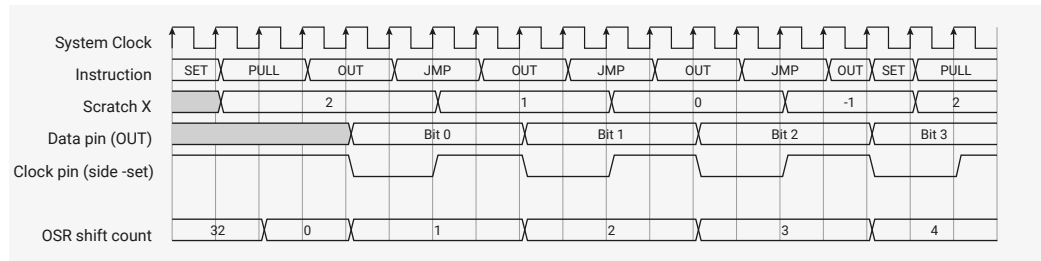 System Clock
Instruction SET PULL OUT JMP OUT JMP OUT JMP OUT SET PULL
Scratch X 2 1 0 -1 2
Data pin (OUT) Bit 0 Bit 1 Bit 2 Bit 3
Clock pin (side -set)
OSR shift count 32 0 1 2 3 4